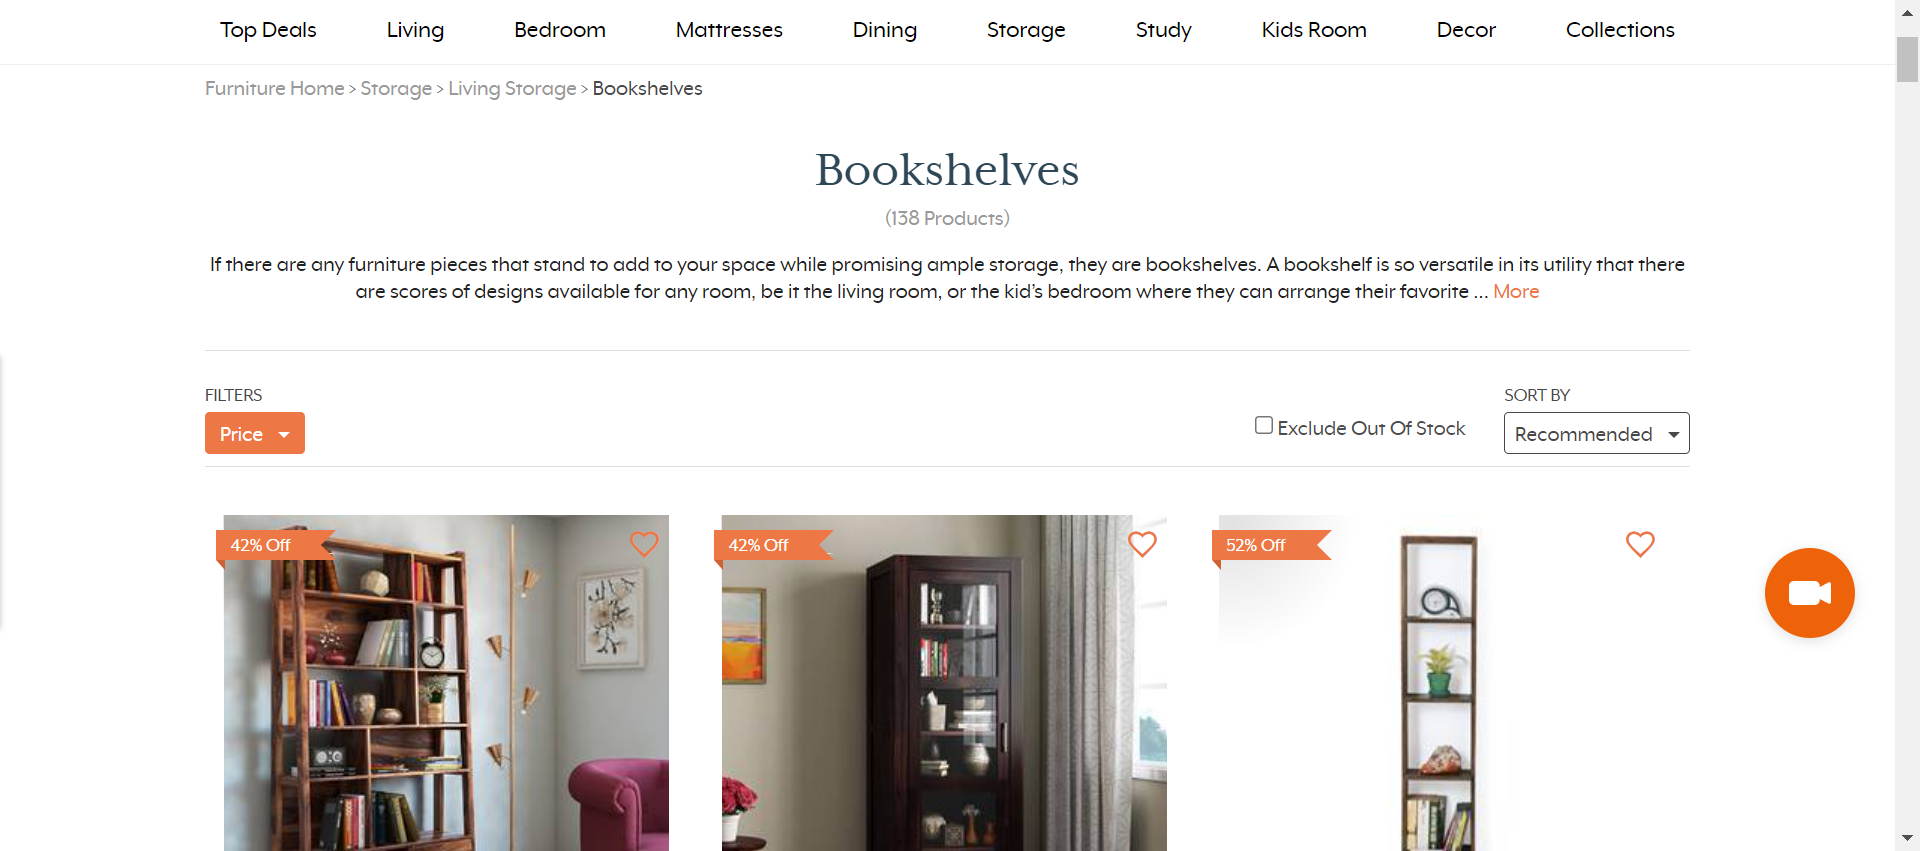 Top Deals Living Bedroom Mattresses Dining Storage Study Kids Room Decor Collections
Furniture Home > Storage > Living Storage > Bookshelves
Bookshelves
(138 Products)
If there are any furniture pieces that stand to add to your space while promising ample storage, they are bookshelves. A bookshelf is so versatile in its utility that there
are scores of designs available for any room, be it the living room, or the kid’s bedroom where they can arrange their favorite ... More
FILTERS
Price
Exclude Out Of Stock
SORT BY
Recommended
42% Off
42% Off
52% Off